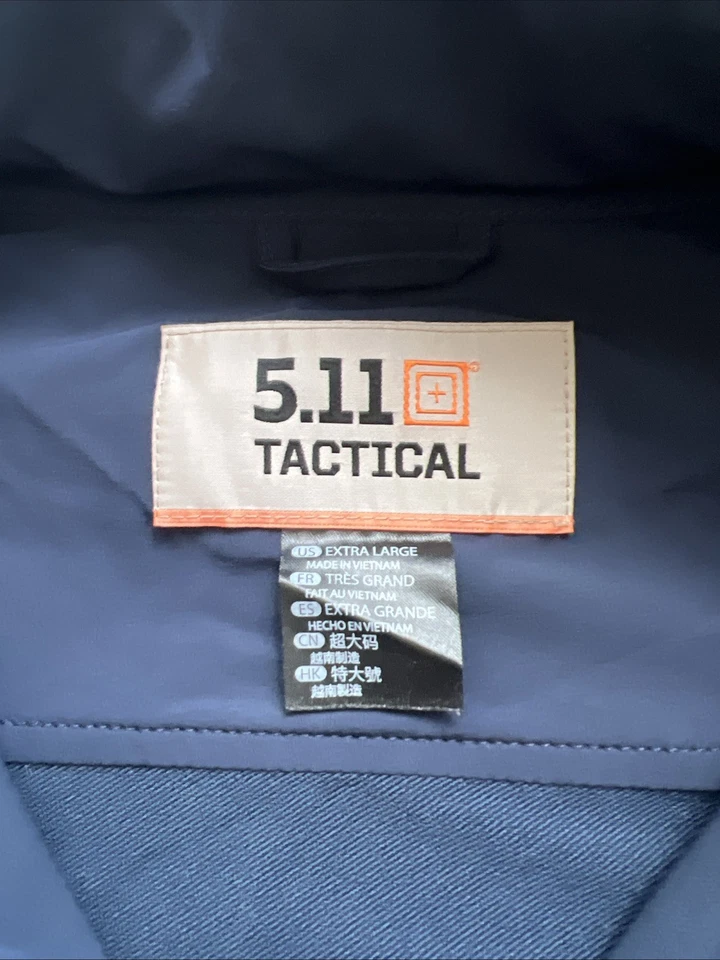 5.11
TACTICAL
US EXTRA LARGE
MADE IN VIETNAM
FR TRÈS GRAND
FAIT AU VIETNAM
ES EXTRA GRANDE
HECHO EN VIETNAM
CN 超大码
越南制造
HK 特大號
越南製造